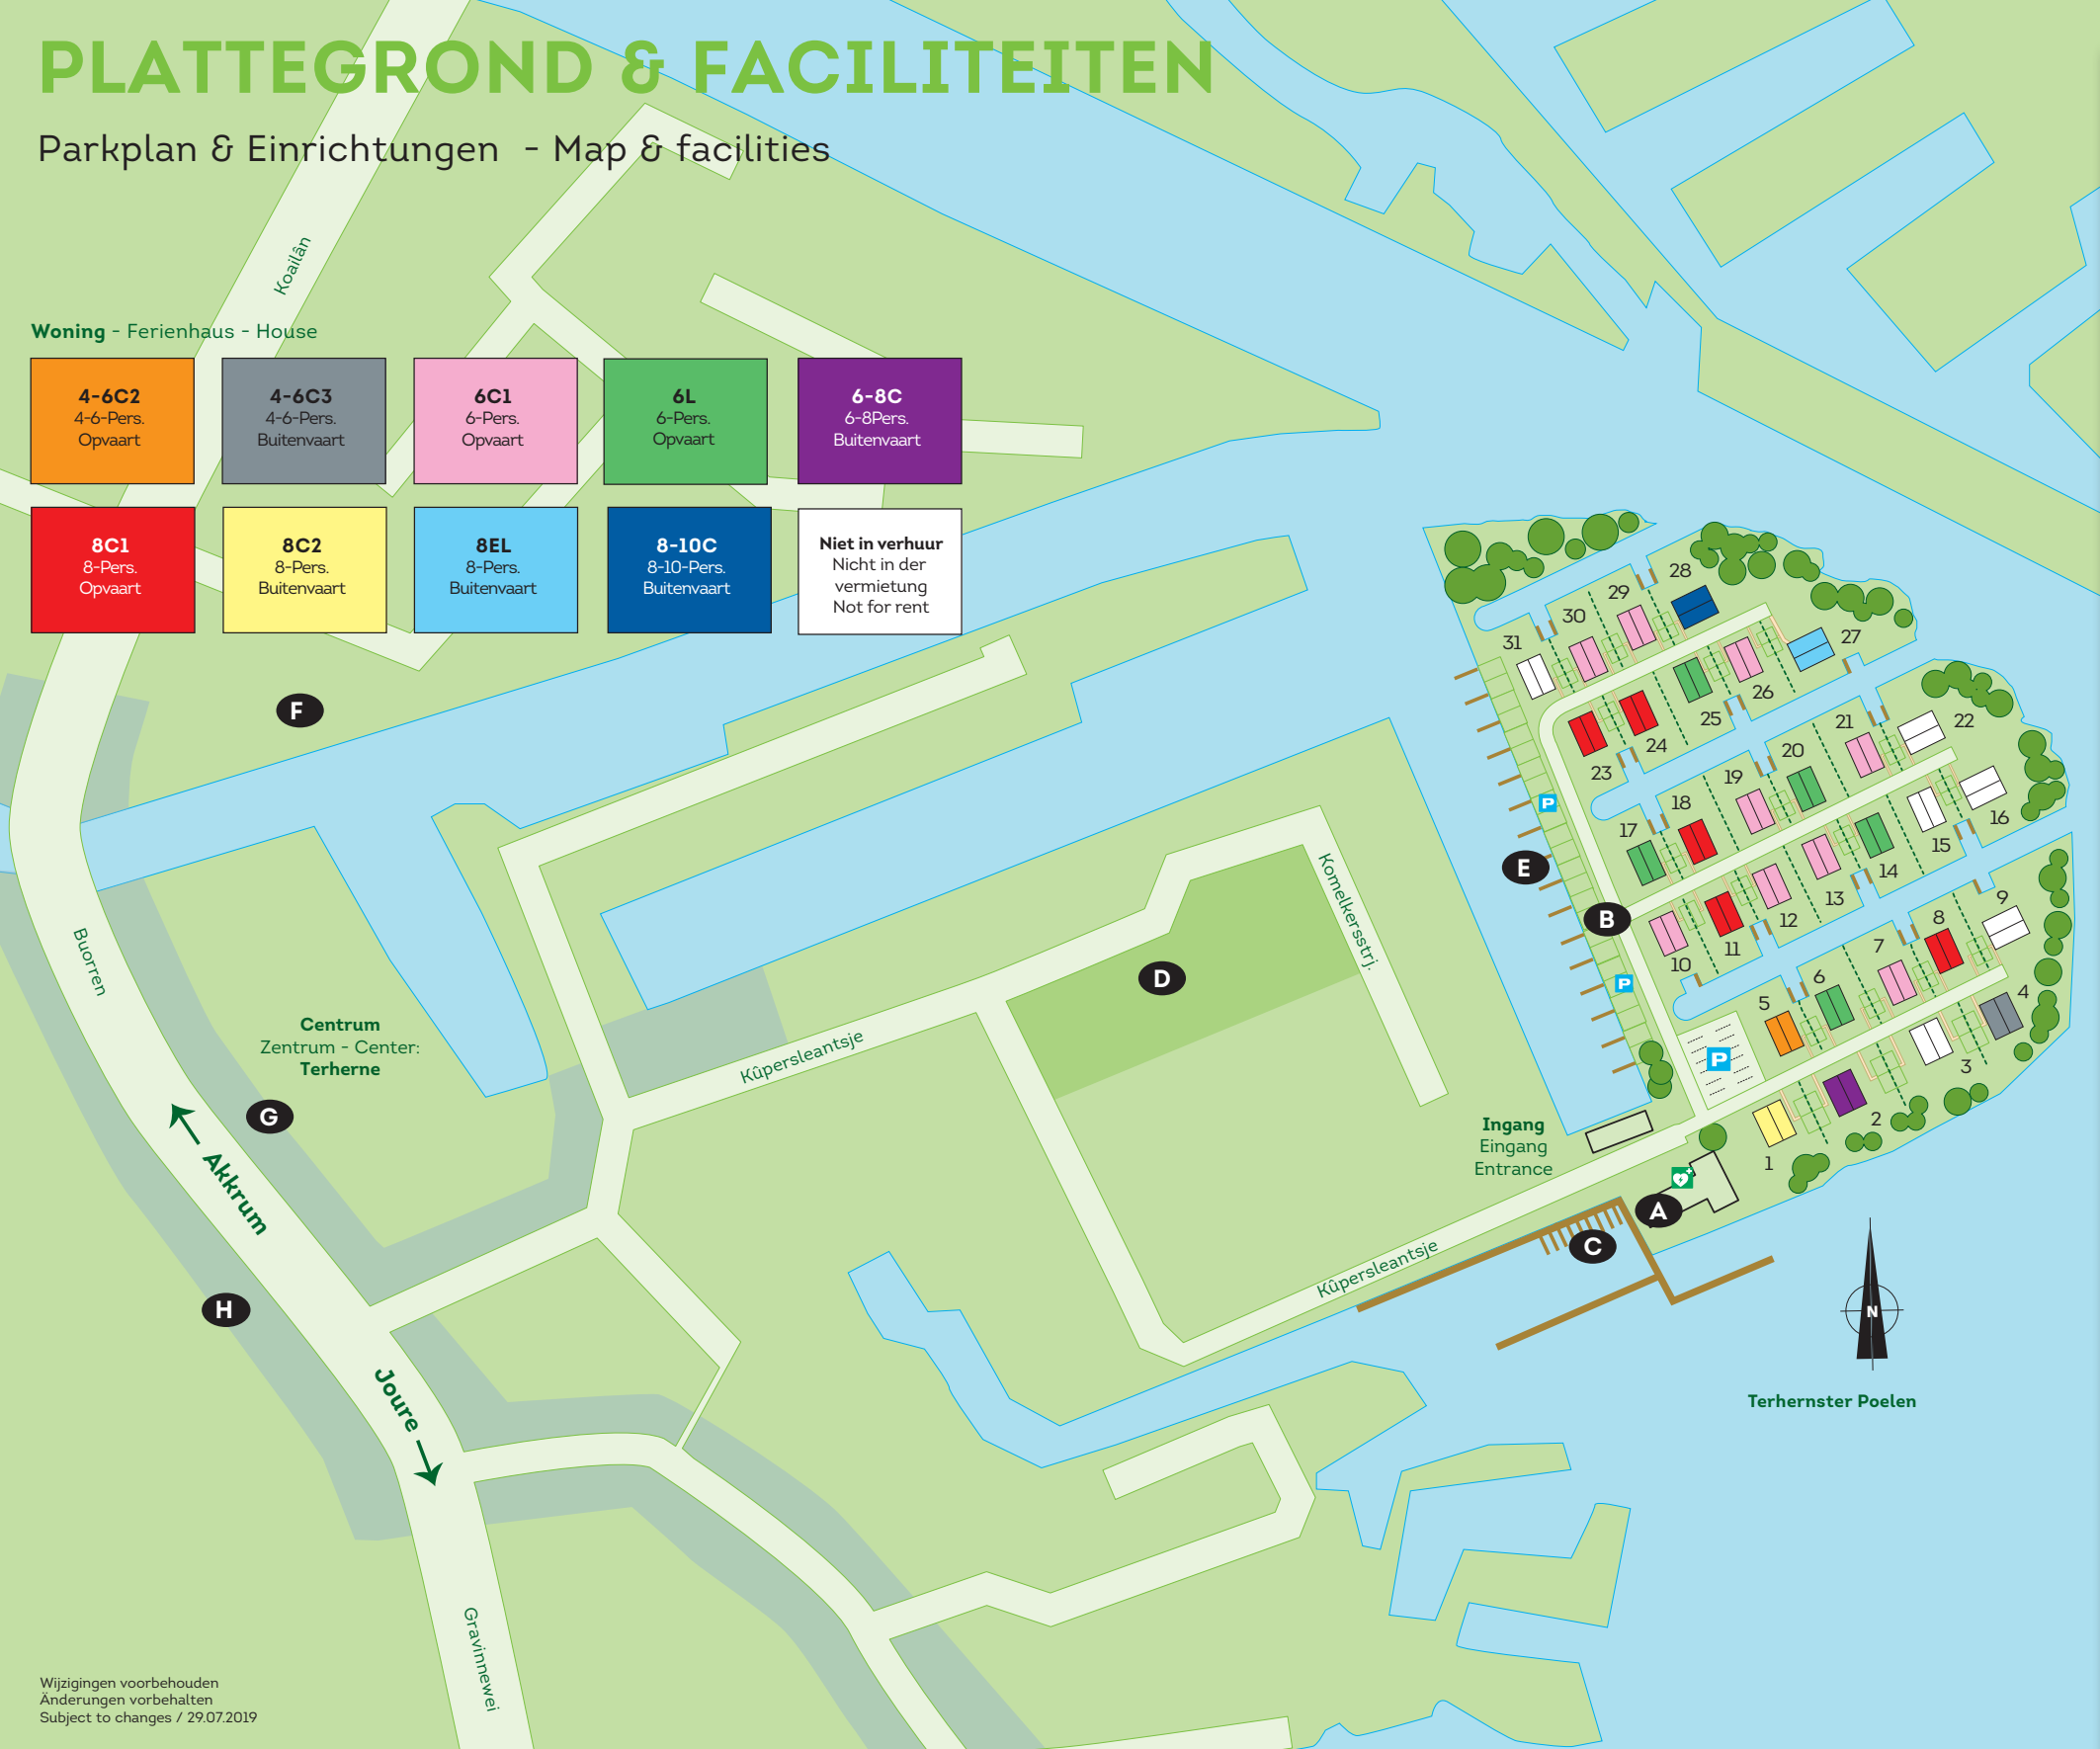 PLATTEGROND & FACILITEITEN
Parkplan & Einrichtungen - Map & facilities
Koailân
Woning - Ferienhaus - House
4-6C2
4-6-Pers.
Opvaart
4-6C3
4-6-Pers.
Buitenvaart
6C1
6-Pers.
Opvaart
6L
6-Pers.
Opvaart
6-8C
6-8Pers.
Buitenvaart
8C1
8-Pers.
Opvaart
8C2
8-Pers.
Buitenvaart
8EL
8-Pers.
Buitenvaart
8-10C
8-10-Pers.
Buitenvaart
Niet in verhuur
Nicht in der
vermietung
Not for rent
28
29
30
31
27
26
25
24
23
22
21
20
19
18
17
16
15
14
13
12
11
10
9
8
7
6
5
4
3
2
1
P
P
P
F
E
B
D
G
H
A
C
Buorren
Komelkersstrj.
Centrum
Zentrum - Center:
Terherne
Kûpersleantsje
Akkrum
Ingang
Eingang
Entrance
Kûpersleantsje
N
Joure
Terhernster Poelen
Gravinnewei
Wijzigingen voorbehouden
Änderungen vorbehalten
Subject to changes / 29.07.2019